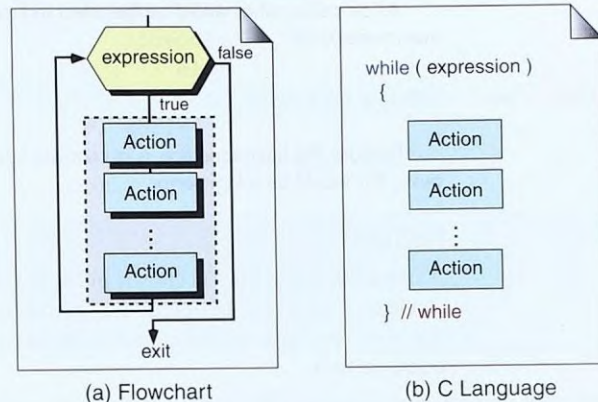 expression
false
true
Action
Action
Action
exit
(a) Flowchart
while ( expression )
{
Action
Action
Action
} // while
(b) C Language